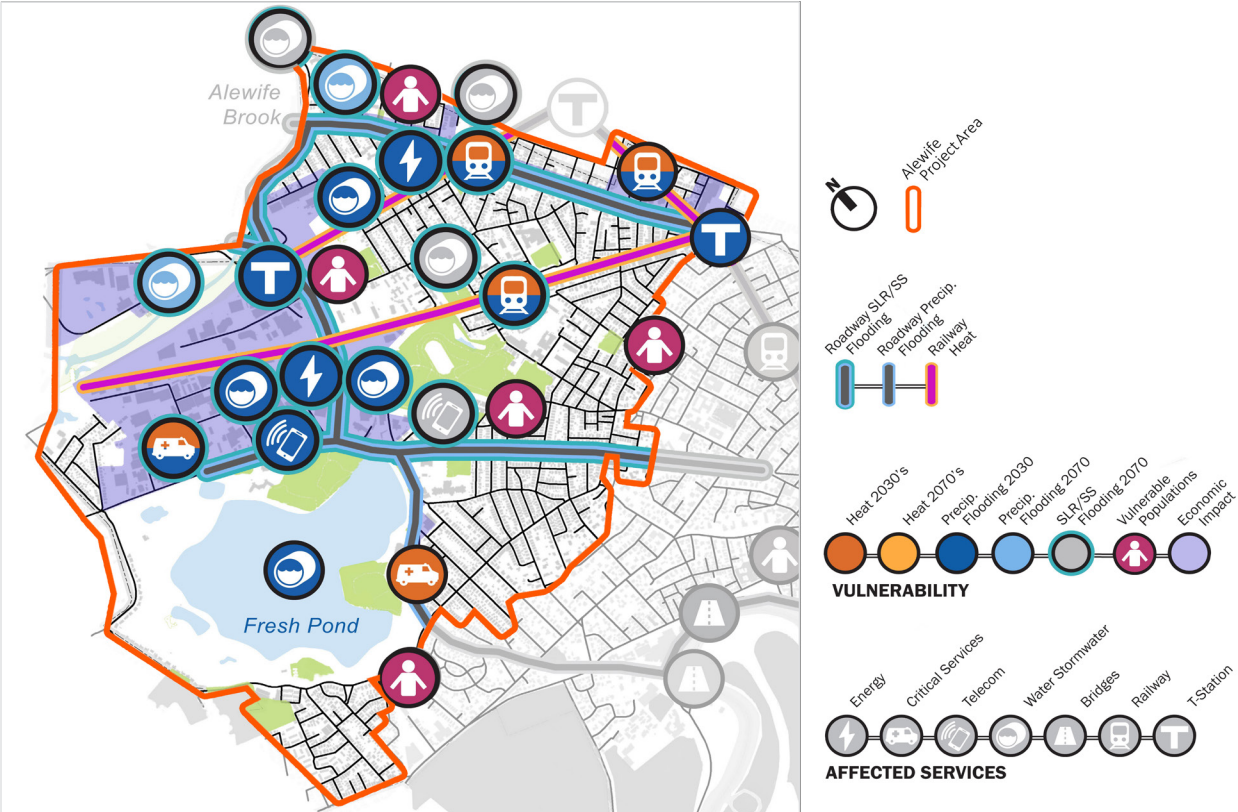 Alewife
Brook
Fresh Pond
N
Alewife
Project Area
Roadway SLR/SS
Flooding
Roadway Precip.
Flooding
Railway
Heat
Heat 2030's
Heat 2070's
Precip.
Flooding 2030
Precip.
Flooding 2070
SLR/SS
Flooding 2070
Vulnerable
Populations
Economic
Impact
VULNERABILITY
Energy
Critical Services
Telecom
Water Stormwater
Bridges
Railway
T-Station
AFFECTED SERVICES